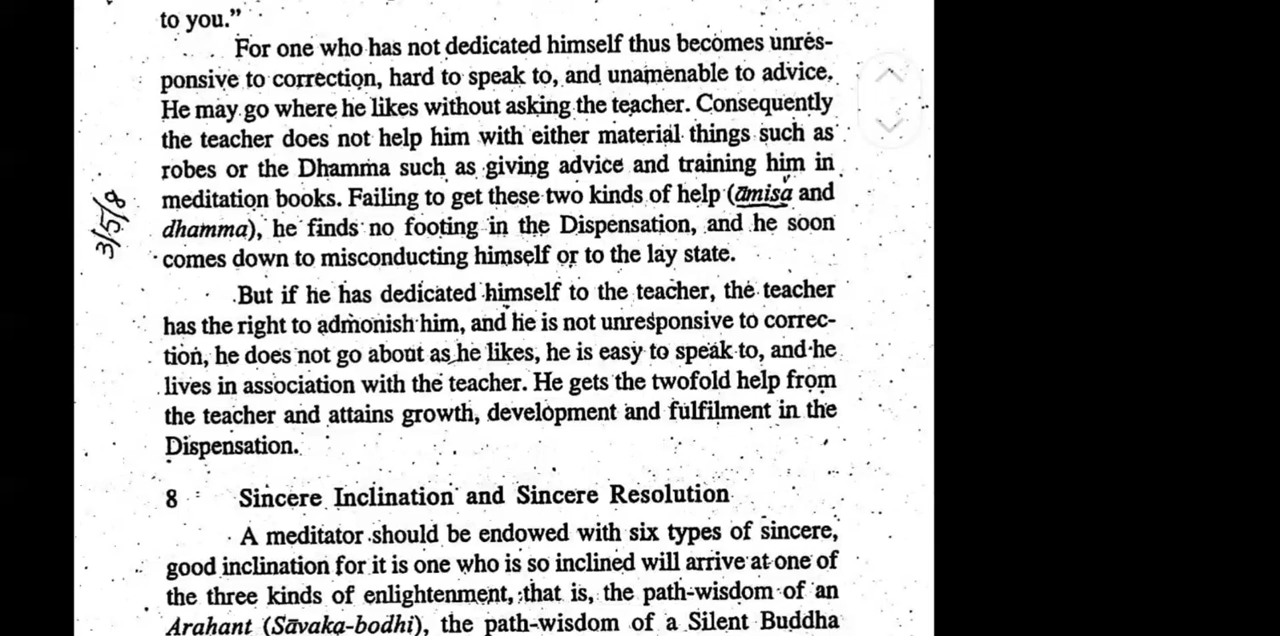 to you.”
For one who has not dedicated himself thus becomes unres-
ponsive to correction, hard to speak to, and unamenable to advice.
He may go where he likes without asking the teacher. Consequently
the teacher does not help him with either material things such as
robes or the Dhamma such as giving advice and training him in
meditation books. Failing to get these two kinds of help (āmisa and
dhamma), he finds no footing in the Dispensation, and he soon
comes down to misconducting himself or to the lay state.
3/5/8
But if he has dedicated himself to the teacher, the teacher
has the right to admonish him, and he is not unresponsive to correc-
tion, he does not go about as he likes, he is easy to speak to, and he
lives in association with the teacher. He gets the twofold help from
the teacher and attains growth, development and fulfilment in the
Dispensation.
8 Sincere Inclination and Sincere Resolution
A meditator should be endowed with six types of sincere,
good inclination for it is one who is so inclined will arrive at one of
the three kinds of enlightenment, that is, the path-wisdom of an
Arahant (Sāvaka-bodhi), the path-wisdom of a Silent Buddha